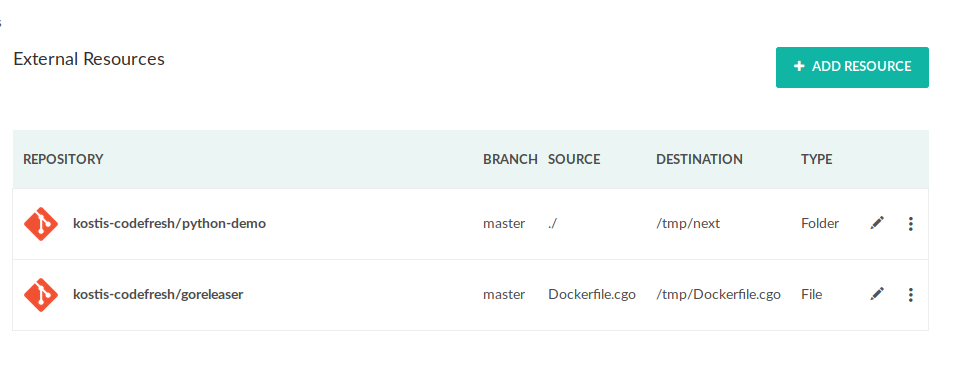 s
External Resources
+ ADD RESOURCE
REPOSITORY BRANCH SOURCE DESTINATION TYPE
kostis-codefresh/python-demo master ./ /tmp/next Folder
kostis-codefresh/goreleaser master Dockerfile.cgo /tmp/Dockerfile.cgo File